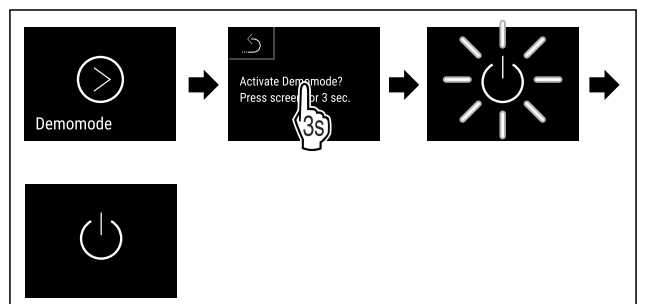 Demomode
Activate Demomode?
Press screen for 3 sec.
3s